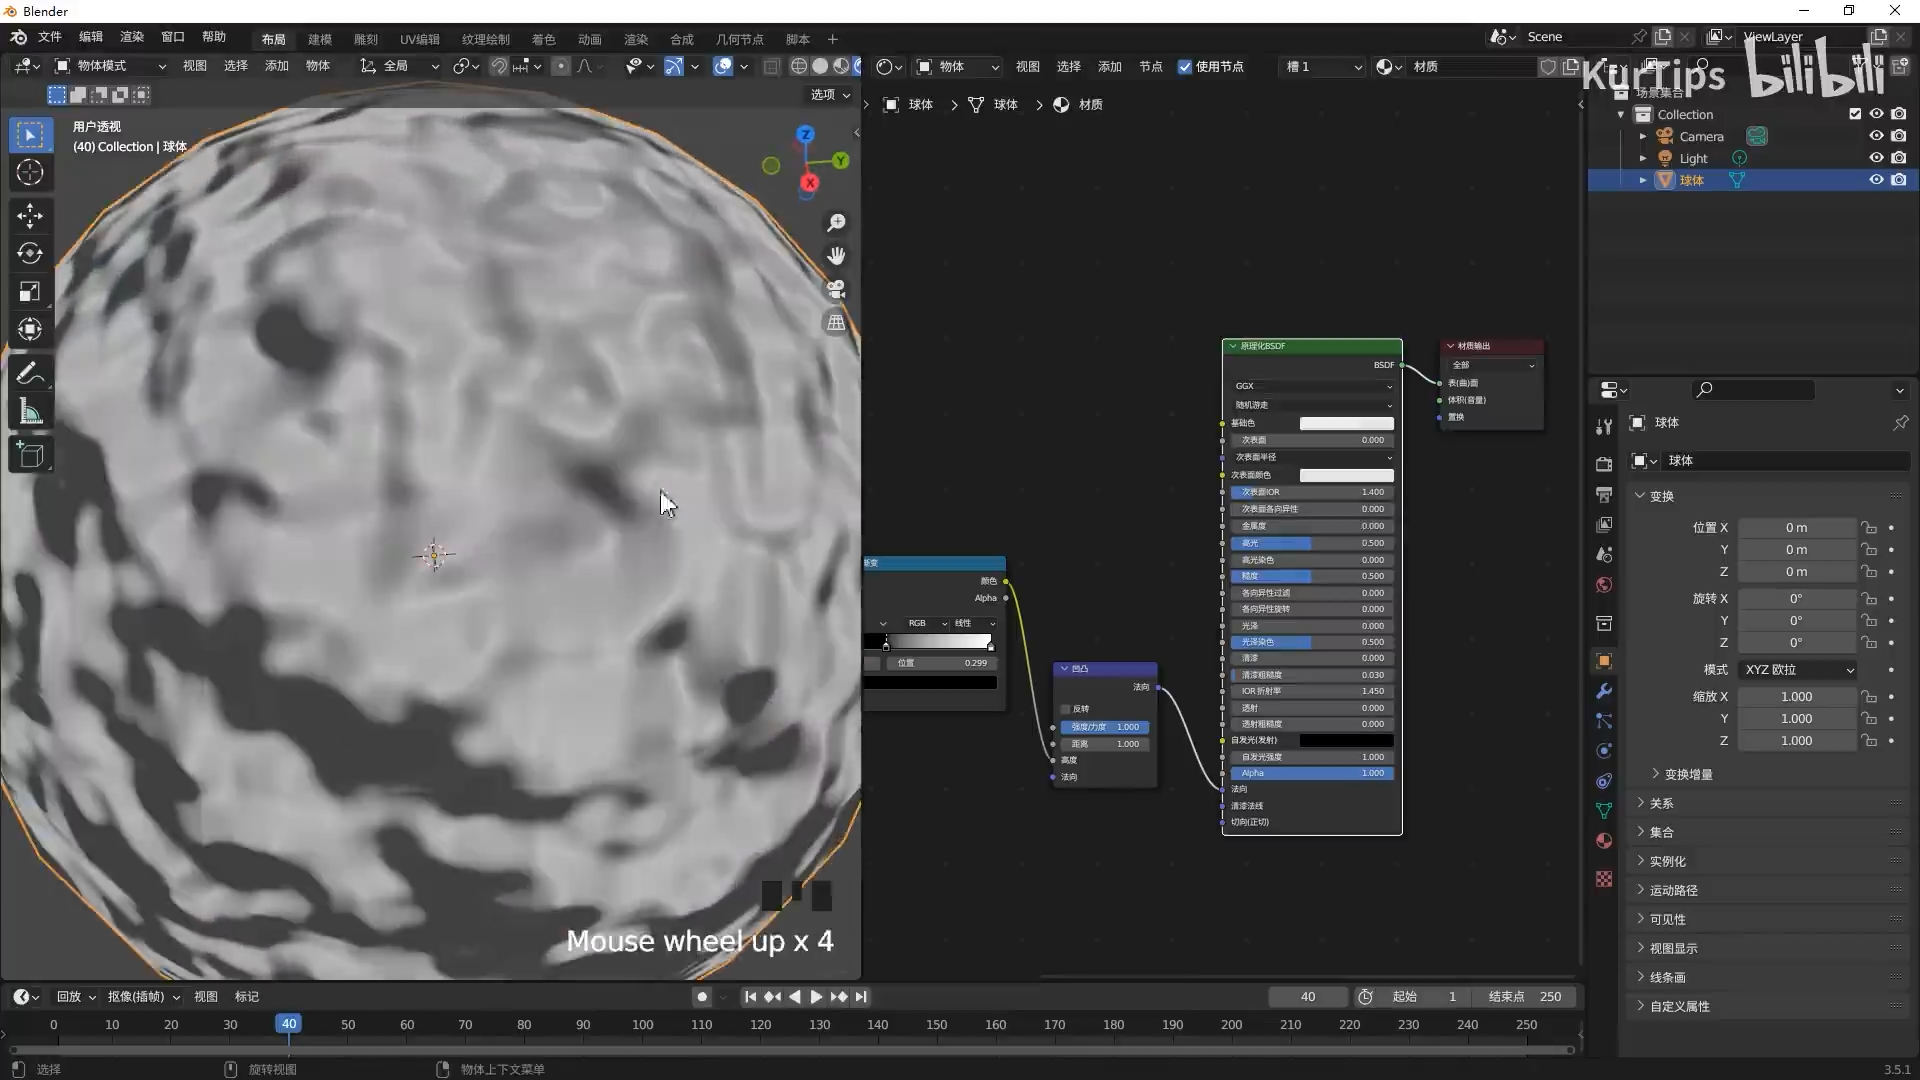 Blender
文件 编辑 渲染 窗口 帮助 布局 建模 雕刻 UV编辑 纹理绘制 着色 动画 渲染 合成 几何节点 脚本 + Scene ViewLayer
物体模式 视图 选择 添加 物体 全局 物体 视图 选择 添加 节点 使用节点 槽 1 材质
KurTips bilibili
选项
球体 > 球体 > 材质
场景集合
Collection
Camera
Light
球体
用户透视
(40) Collection | 球体
Z
Y
X
渐变
颜色
Alpha
RGB 线性
位置 0.299
凹凸
法向
反转
强度/力度 1.000
距离 1.000
高度
法向
原理化BSDF
BSDF
GGX
随机游走
基础色
次表面 0.000
次表面半径
次表面颜色
次表面IOR 1.400
次表面各向异性 0.000
金属度 0.000
高光 0.500
高光染色 0.000
糙度 0.500
各向异性过滤 0.000
各向异性旋转 0.000
光泽 0.000
光泽染色 0.500
清漆 0.000
清漆粗糙度 0.030
IOR 折射率 1.450
透射 0.000
透射粗糙度 0.000
自发光(发射)
自发光强度 1.000
Alpha 1.000
法向
清漆法线
切向(正切)
材质输出
全部
表(曲)面
体积(音量)
置换
球体
球体
变换
位置 X 0 m
Y 0 m
Z 0 m
旋转 X 0°
Y 0°
Z 0°
模式 XYZ 欧拉
缩放 X 1.000
Y 1.000
Z 1.000
变换增量
关系
集合
实例化
运动路径
可见性
视图显示
线条画
自定义属性
Mouse wheel up x 4
回放 抠像(插帧) 视图 标记 40 起始 1 结束点 250
0 10 20 30 40 50 60 70 80 90 100 110 120 130 140 150 160 170 180 190 200 210 220 230 240 250
选择 旋转视图 物体上下文菜单 3.5.1